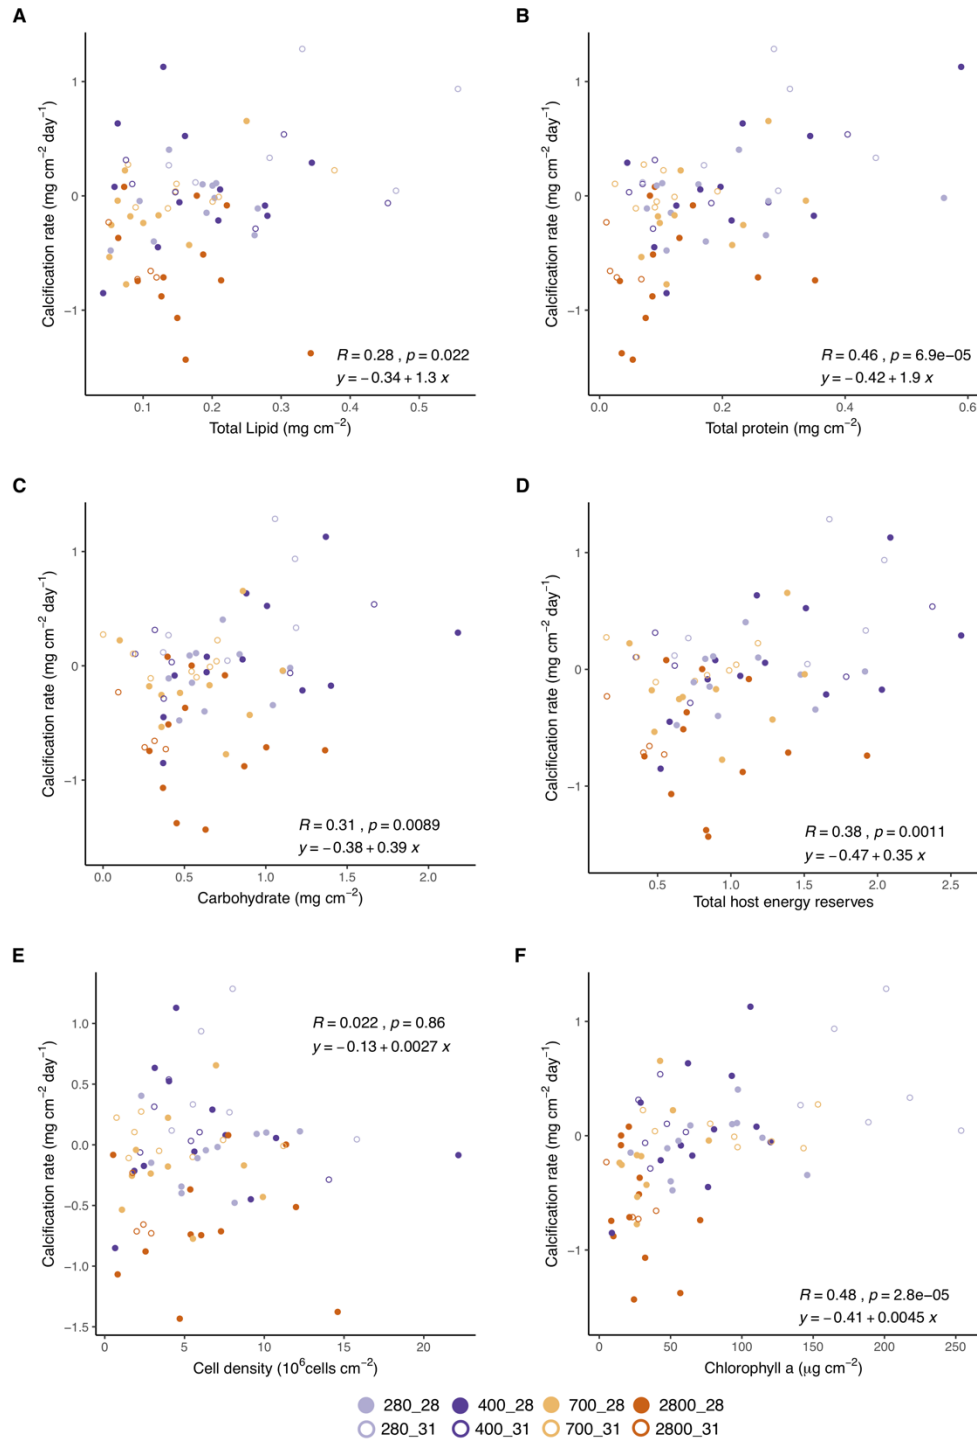 A
Calcification rate (mg cm⁻² day⁻¹)
1
0
−1
R = 0.28 , p = 0.022
y = −0.34 + 1.3 x
0.1 0.2 0.3 0.4 0.5
Total Lipid (mg cm⁻²)
B
Calcification rate (mg cm⁻² day⁻¹)
1
0
−1
R = 0.46 , p = 6.9e−05
y = −0.42 + 1.9 x
0.0 0.2 0.4 0.6
Total protein (mg cm⁻²)
C
Calcification rate (mg cm⁻² day⁻¹)
1
0
−1
R = 0.31 , p = 0.0089
y = −0.38 + 0.39 x
0.0 0.5 1.0 1.5 2.0
Carbohydrate (mg cm⁻²)
D
Calcification rate (mg cm⁻² day⁻¹)
1
0
−1
R = 0.38 , p = 0.0011
y = −0.47 + 0.35 x
0.5 1.0 1.5 2.0 2.5
Total host energy reserves
E
Calcification rate (mg cm⁻² day⁻¹)
1.0
0.5
0.0
−0.5
−1.0
−1.5
R = 0.022 , p = 0.86
y = −0.13 + 0.0027 x
0 5 10 15 20
Cell density (10⁶cells cm⁻²)
F
Calcification rate (mg cm⁻² day⁻¹)
1
0
−1
R = 0.48 , p = 2.8e−05
y = −0.41 + 0.0045 x
0 50 100 150 200 250
Chlorophyll a (µg cm⁻²)
280_28 400_28 700_28 2800_28
280_31 400_31 700_31 2800_31